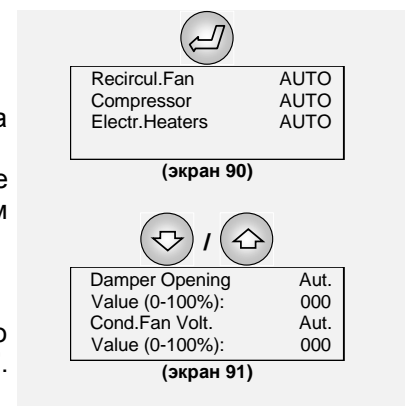 Recircul.Fan AUTO
Compressor AUTO
Electr.Heaters AUTO
(экран 90)
/
Damper Opening Aut.
Value (0-100%): 000
Cond.Fan Volt. Aut.
Value (0-100%): 000
(экран 91)
а
е
м
о
.